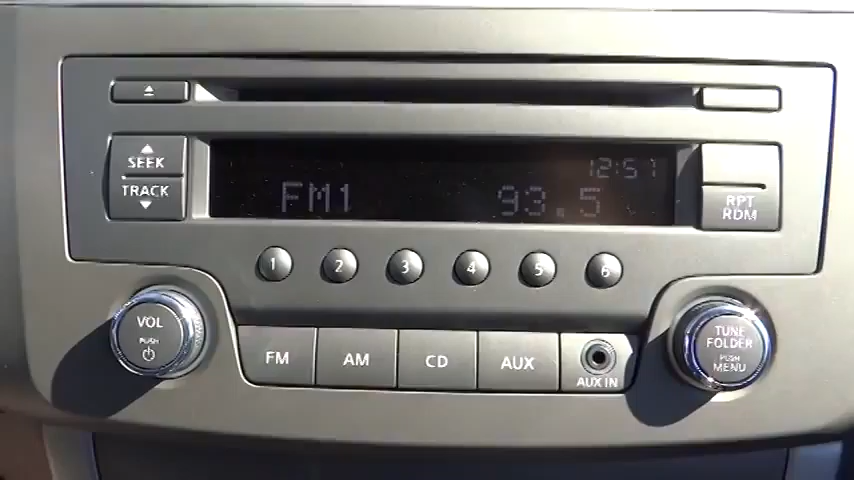 SEEK
TRACK
12:57
FM1 93.5
RPT
RDM
1 2 3 4 5 6
VOL
PUSH
FM AM CD AUX
AUX IN
TUNE
FOLDER
PUSH
MENU